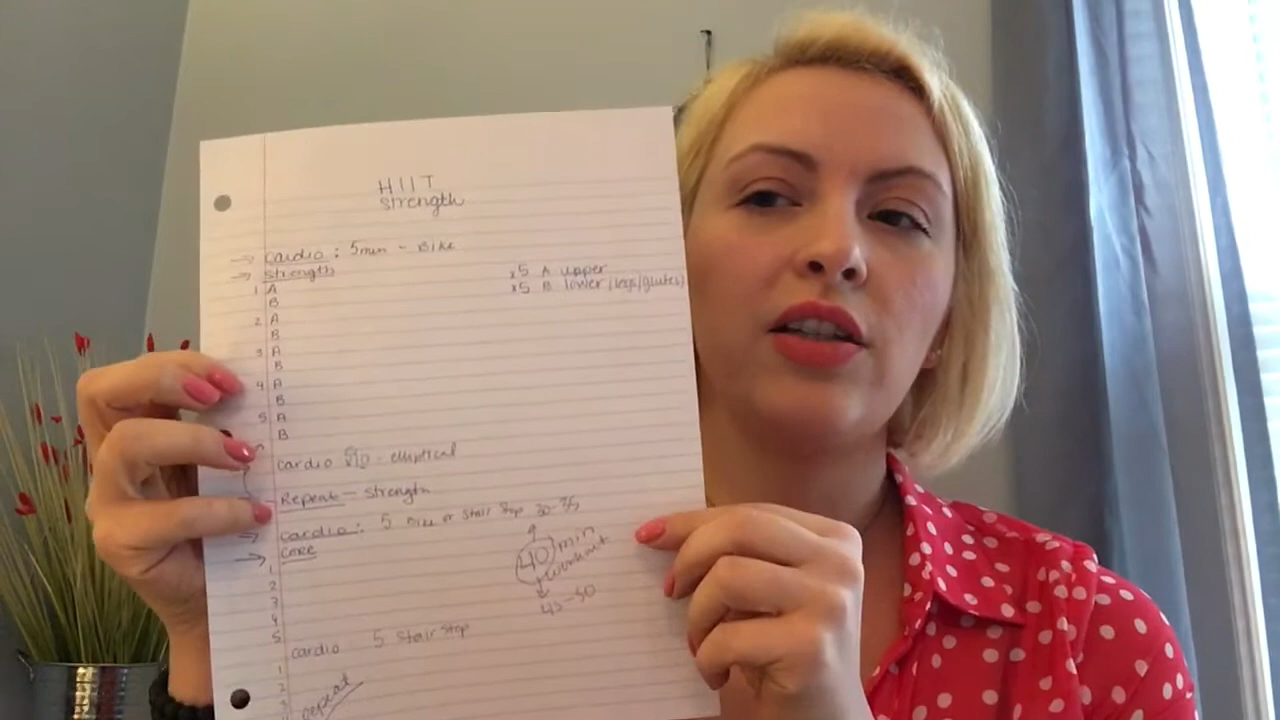 HIIT
strength
→ Cardio: 5min - Bike
→ Strength
x5 A upper
1 A
x5 B lower (legs/glutes)
B
2 A
B
3 A
B
4 A
B
5 A
B
cardio - elliptical
Repeat - strength
→ Cardio: 5 Bike or Stair Step 30-35
→ CORE
40 min
workout
1
2
3
45-50
4
5
cardio 5 Stair Step
1
2
3
repeat